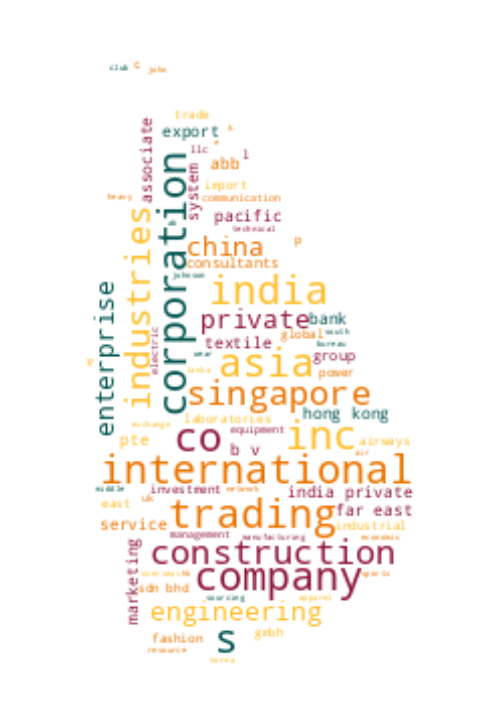 club c john
trade
export
h
associate
llc
l
abb
system
import
communication
heavy
pacific
technical
corporation
industries
china
p
consultants
johnson
india
enterprise
private bank
textile global south
bureau
electric
asia group
power
singapore
hong kong
laboratories
exchange
equipment
co inc
pte
b v
airways
air
international
middle investment network india private
east uk
trading far east
service industrial
management manufacturing economic
construction
marketing
company
sports
sdn bhd
sourcing apparel
engineering
gmbh
s
fashion
resource
korea